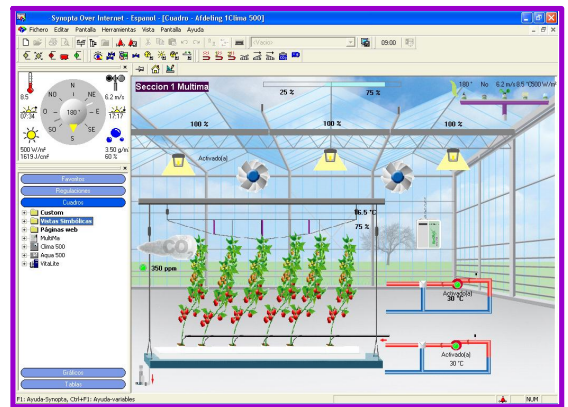 Synopta Over Internet - Espanol - [Cuadro - Afdeling 1Clima 500]
Fichero Editar Pantalla Herramientas Vista Pantalla Ayuda
<Vacío> 09:00
N
NO NE
8.5 6.2 m/s
O 180° E
07:34 17:17
SO SE
S
500 W/m² 3.50 g/m
1619 J/cm² 60 %
Favoritos
Regulaciones
Cuadros
Custom
Vistas Simbólicas
Páginas web
MultiMa
Clima 500
Aqua 500
VitaLite
Gráficos
Tablas
Seccion 1 Multima
25 % 75 %
180° No 6.2 m/s 8.5 °C 500 W/m²
100 % 100 % 100 %
Activado(a)
16.5 °C
75 %
CO2
350 ppm
Activado(a)
30 °C
Activado(a)
30 °C
F1: Ayuda-Synopta, Ctrl+F1: Ayuda-variables NUM